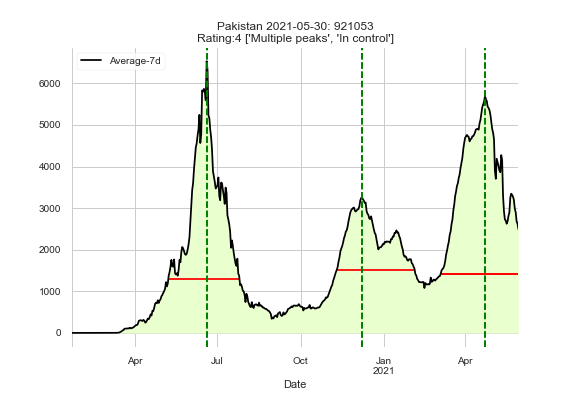 Pakistan 2021-05-30: 921053
Rating:4 ['Multiple peaks', 'In control']
Average-7d
6000
5000
4000
3000
2000
1000
0
Apr
Jul
Oct
Jan
2021
Apr
Date